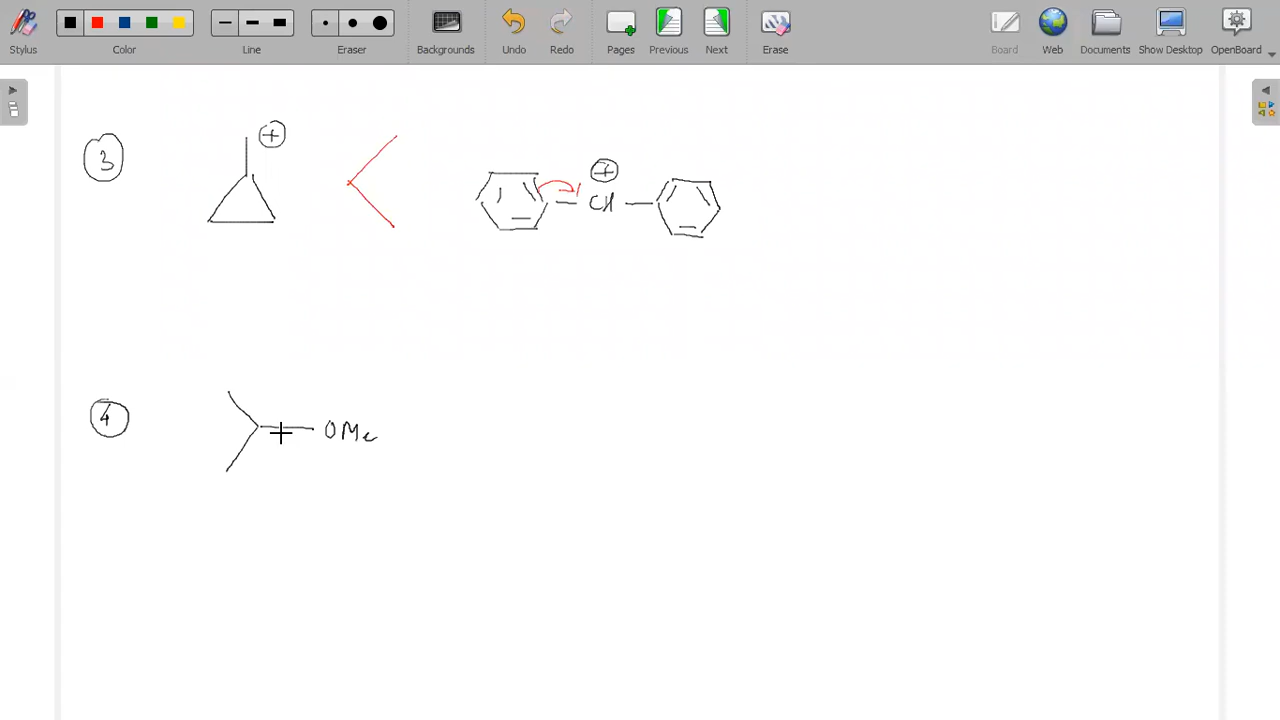 Stylus Color Line Eraser Backgrounds Undo Redo Pages Previous Next Erase Board Web Documents Show Desktop OpenBoard
3 + + CH
4 OMe